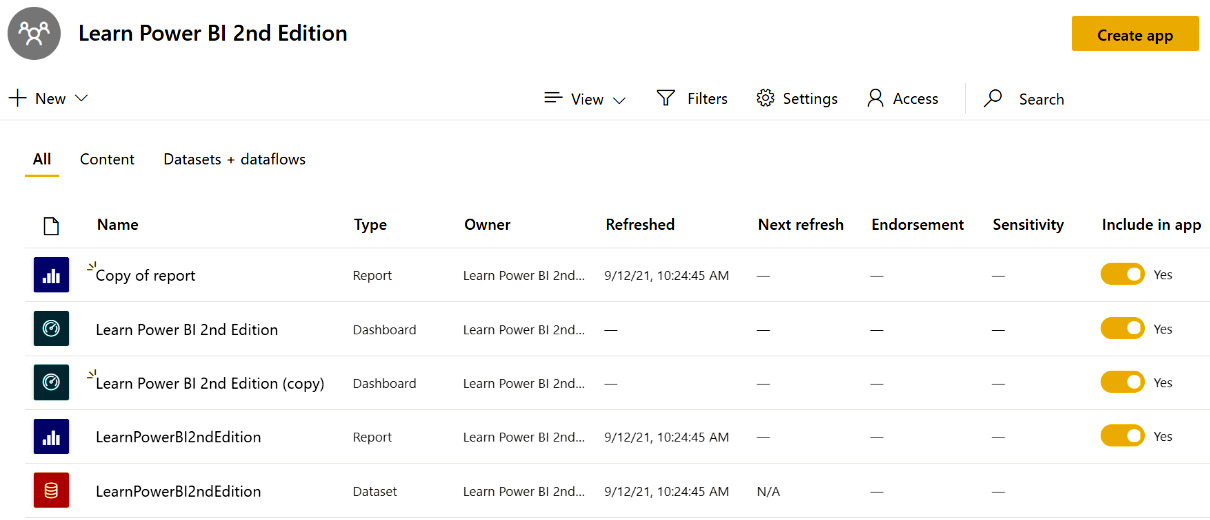 Learn Power BI 2nd Edition
Create app
New View Filters Settings Access Search
All Content Datasets + dataflows
Name Type Owner Refreshed Next refresh Endorsement Sensitivity Include in app
Copy of report Report Learn Power BI 2nd... 9/12/21, 10:24:45 AM — — — Yes
Learn Power BI 2nd Edition Dashboard Learn Power BI 2nd... — — — — Yes
Learn Power BI 2nd Edition (copy) Dashboard Learn Power BI 2nd... — — — — Yes
LearnPowerBI2ndEdition Report Learn Power BI 2nd... 9/12/21, 10:24:45 AM — — — Yes
LearnPowerBI2ndEdition Dataset Learn Power BI 2nd... 9/12/21, 10:24:45 AM N/A — —